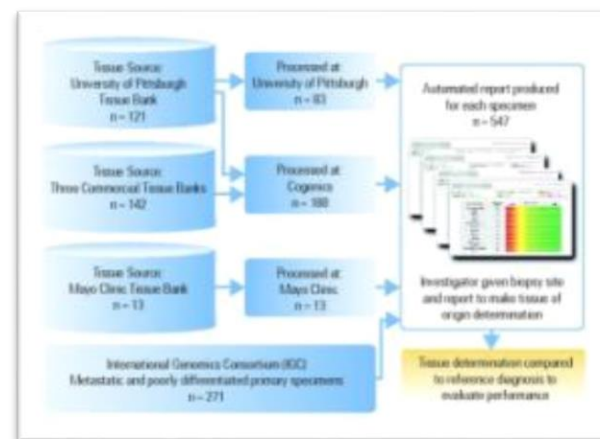 Tissue Source:
University of Pittsburgh
Tissue Bank
n = 121
Processed at:
University of Pittsburgh
n = 83
Tissue Source:
Three Commercial Tissue Banks
n = 142
Processed at:
Cogenics
n = 180
Tissue Source:
Mayo Clinic Tissue Bank
n = 13
Processed at:
Mayo Clinic
n = 13
International Genomics Consortium (IGC)
Metastatic and poorly differentiated primary specimens
n = 271
Automated report produced
for each specimen
n = 547
Investigator given biopsy site
and report to make tissue of
origin determination
Tissue determination compared
to reference diagnosis to
evaluate performance